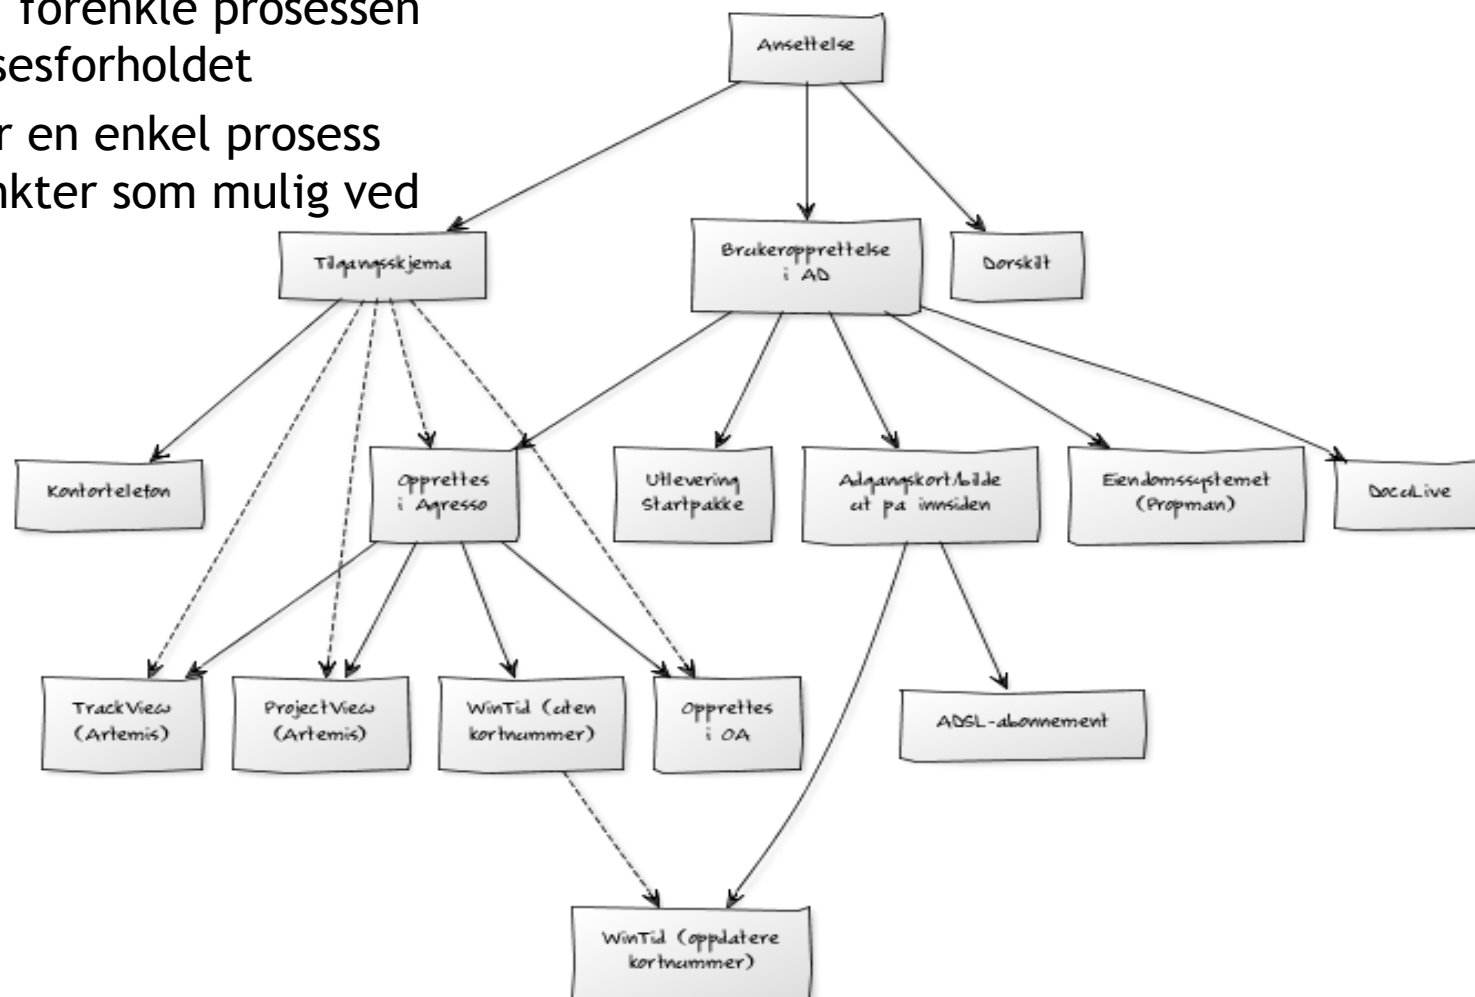 forenkle prosessen
sesforholdet
r en enkel prosess
nkter som mulig ved
Ansettelse
Tilgangsskjema
Brukeropprettelse
i AD
Dorskilt
Kontortelefon
Opprettes
i Agresso
Utlevering
Startpakke
Adgangskort/bilde
ut pa innsiden
Eiendomssystemet
(Propman)
DocuLive
TrackView
(Artemis)
ProjectView
(Artemis)
WinTid (uten
kortnummer)
Opprettes
i OA
ADSL-abonnement
WinTid (oppdatere
kortnummer)